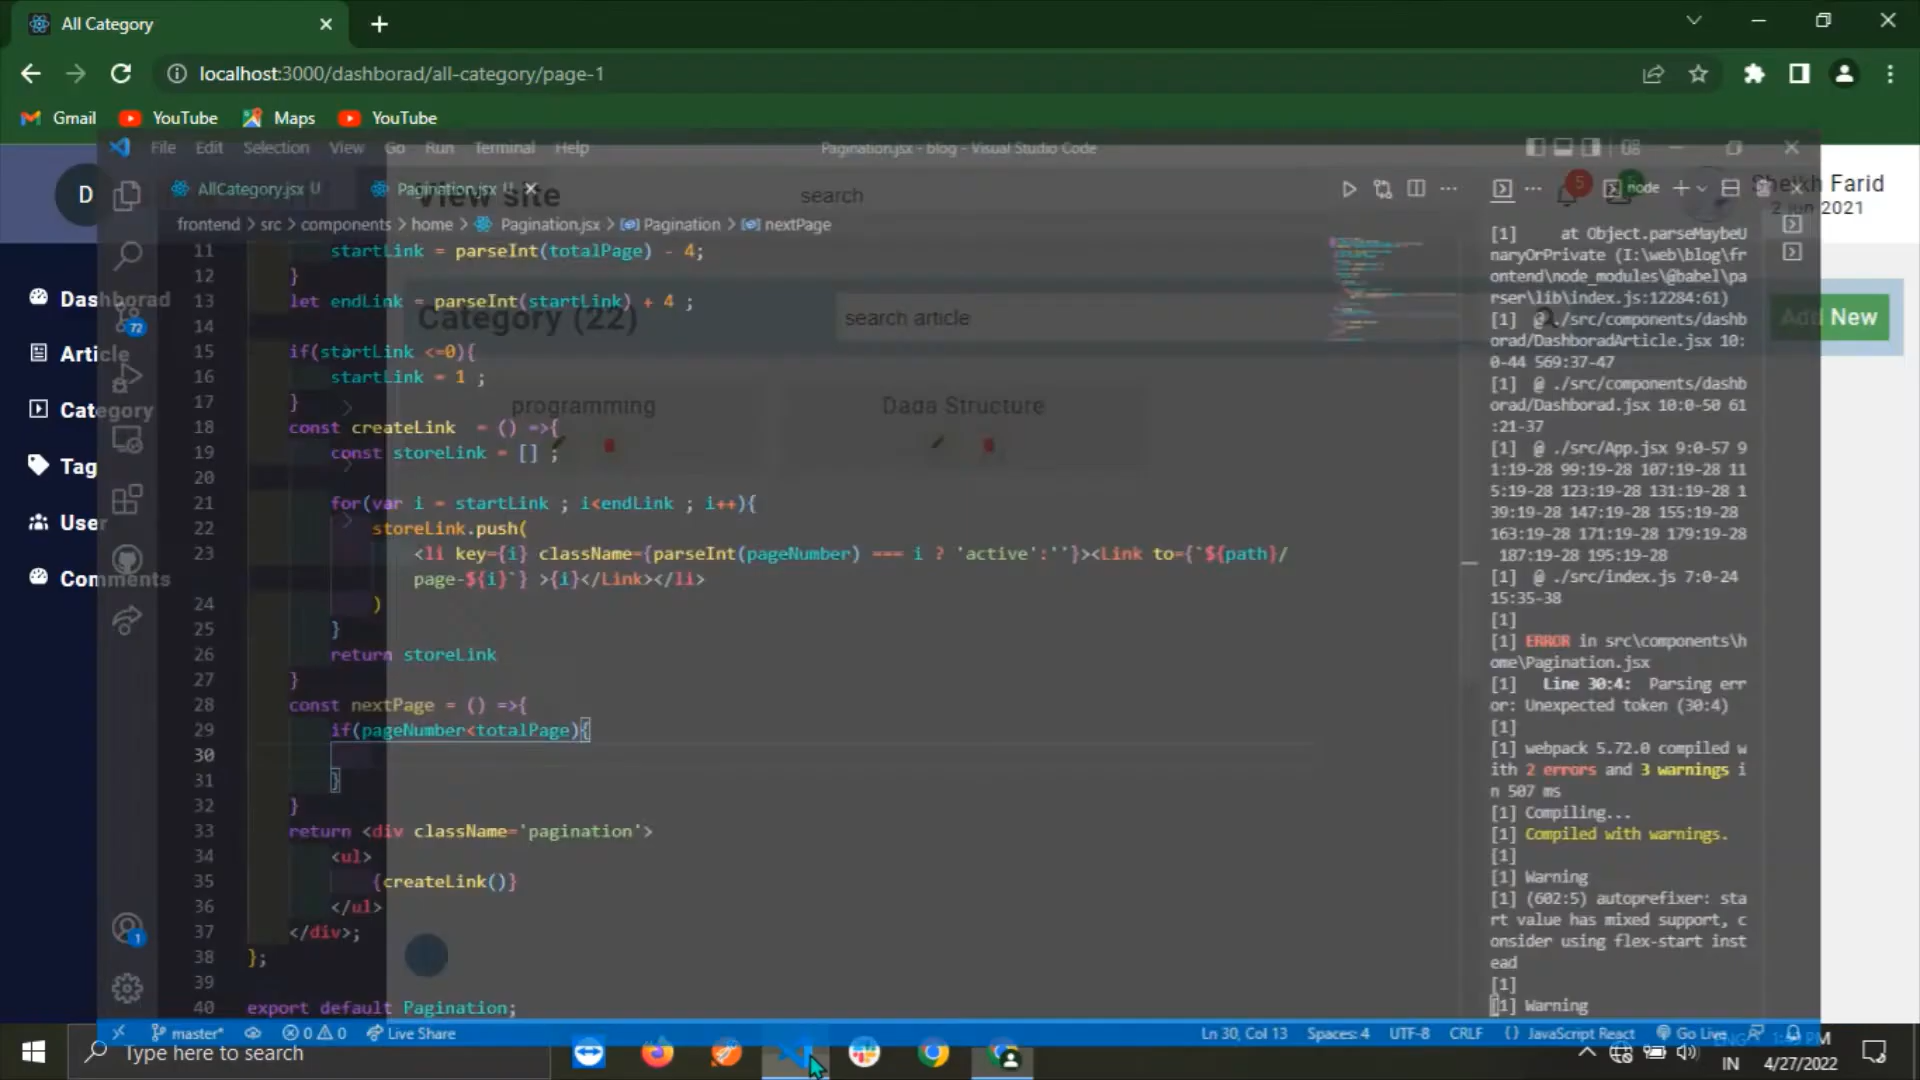 All Category
localhost:3000/dashborad/all-category/page-1
Gmail
YouTube
Maps
YouTube
File Edit Selection View Go Run Terminal Help
Pagination.jsx - blog - Visual Studio Code
D
AllCategory.jsx U
Pagination.jsx U
View site
search
5
node
Sheikh Farid
2 jun 2021
frontend > src > components > home > Pagination.jsx > Pagination > nextPage
Dashborad
Article
Category
Tag
User
Comments
72
1
Category (22)
search article
Add New
programming
Dada Structure
11 startLink = parseInt(totalPage) - 4;
12 }
13 let endLink = parseInt(startLink) + 4 ;
14
15 if(startLink <=0){
16 startLink = 1 ;
17 }
18 const createLink = () =>{
19 const storeLink = [] ;
20
21 for(var i = startLink ; i<endLink ; i++){
22 storeLink.push(
23 <li key={i} className={parseInt(pageNumber) === i ? 'active':''}><Link to={`${path}/
page-${i}`} >{i}</Link></li>
24 )
25 }
26 return storeLink
27 }
28 const nextPage = () =>{
29 if(pageNumber<totalPage){
30
31 }
32 }
33 return <div className='pagination'>
34 <ul>
35 {createLink()}
36 </ul>
37 </div>;
38 };
39
40 export default Pagination;
[1] at Object.parseMaybeU
naryOrPrivate (I:\web\blog\fr
ontend\node_modules\@babel\pa
rser\lib\index.js:12284:61)
[1] @ ./src/components/dashb
orad/DashboradArticle.jsx 10:
0-44 569:37-47
[1] @ ./src/components/dashb
orad/Dashborad.jsx 10:0-50 61
:21-37
[1] @ ./src/App.jsx 9:0-57 9
1:19-28 99:19-28 107:19-28 11
5:19-28 123:19-28 131:19-28 1
39:19-28 147:19-28 155:19-28
163:19-28 171:19-28 179:19-28
187:19-28 195:19-28
[1] @ ./src/index.js 7:0-24
15:35-38
[1]
[1] ERROR in src\components\h
ome\Pagination.jsx
[1] Line 30:4: Parsing err
or: Unexpected token (30:4)
[1]
[1] webpack 5.72.0 compiled w
ith 2 errors and 3 warnings i
n 507 ms
[1] Compiling...
[1] Compiled with warnings.
[1]
[1] Warning
[1] (602:5) autoprefixer: sta
rt value has mixed support, c
onsider using flex-start inst
ead
[1]
[1] Warning
master*
0 0
Live Share
Ln 30, Col 13
Spaces: 4
UTF-8
CRLF
{} JavaScript React
Go Live
Type here to search
IN
4/27/2022